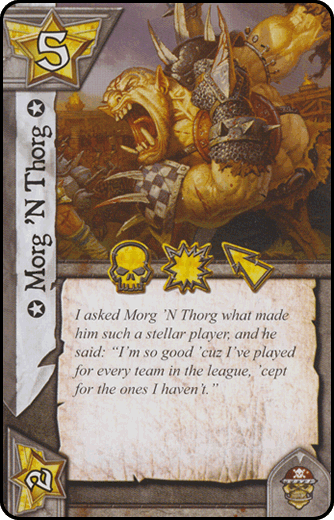 5
✪ Morg ’N Thorg ✪
I asked Morg ’N Thorg what made
him such a stellar player, and he
said: “I’m so good ’cuz I’ve played
for every team in the league, ’cept
for the ones I haven’t.”
2